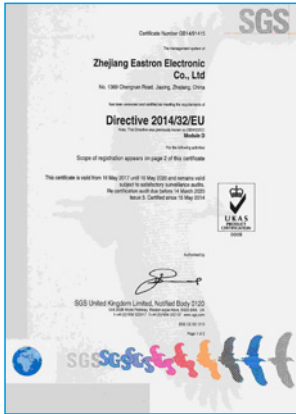 SGS
Certificate Number GB14/91415
The management system of
Zhejiang Eastron Electronic
Co., Ltd
No. 1369 Chengnan Road, Jiaxing, Zhejiang, China
has been assessed and certified as meeting the requirements of
Directive 2014/32/EU
Module D
For the following activities
Scope of registration appears on page 2 of this certificate
This certificate is valid from 16 May 2017 until 16 May 2020 and remains valid
subject to satisfactory surveillance audits.
Re certification audit due before 14 March 2020
Issue 5. Certified since 16 May 2014
UKAS
PRODUCT
CERTIFICATION
Authorised by
SGS United Kingdom Limited, Notified Body 0120
Page 1 of 2
SGS SGS SGS